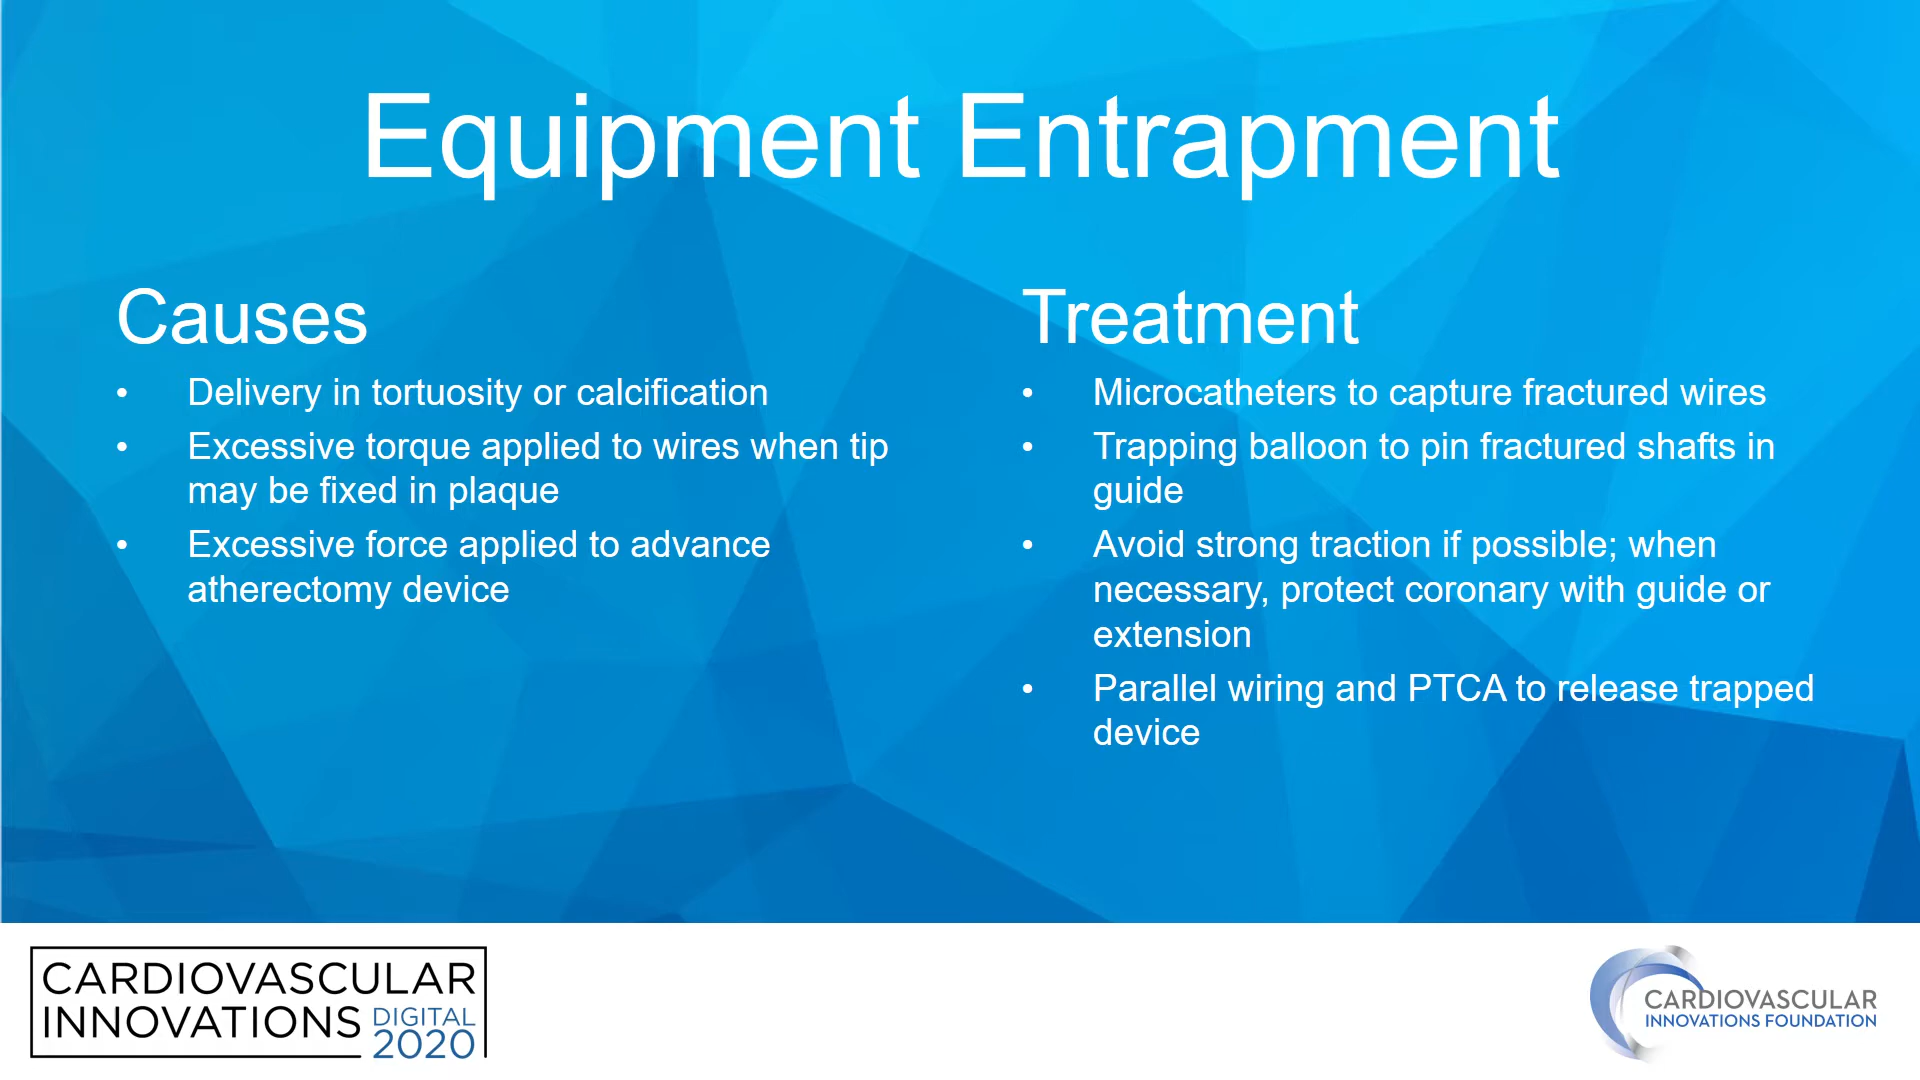 Equipment Entrapment
Causes
• Delivery in tortuosity or calcification
• Excessive torque applied to wires when tip
may be fixed in plaque
• Excessive force applied to advance
atherectomy device
Treatment
• Microcatheters to capture fractured wires
• Trapping balloon to pin fractured shafts in
guide
• Avoid strong traction if possible; when
necessary, protect coronary with guide or
extension
• Parallel wiring and PTCA to release trapped
device
CARDIOVASCULAR
INNOVATIONS DIGITAL
2020
CARDIOVASCULAR
INNOVATIONS FOUNDATION